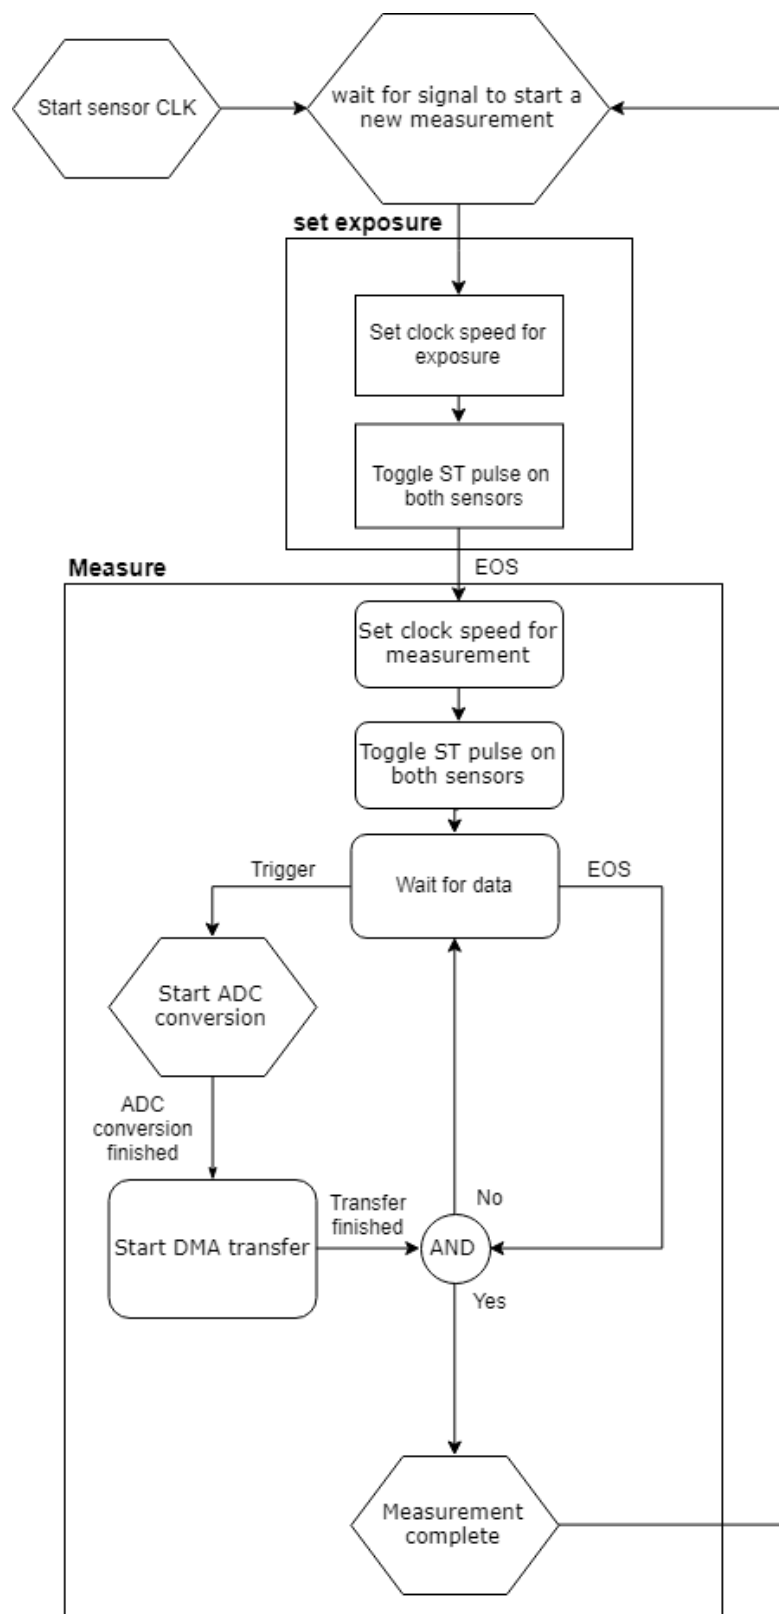 Start sensor CLK
wait for signal to start a
new measurement
set exposure
Set clock speed for
exposure
Toggle ST pulse on
both sensors
EOS
Measure
Set clock speed for
measurement
Toggle ST pulse on
both sensors
Trigger
Wait for data
EOS
Start ADC
conversion
ADC
conversion
finished
Start DMA transfer
Transfer
finished
No
AND
Yes
Measurement
complete